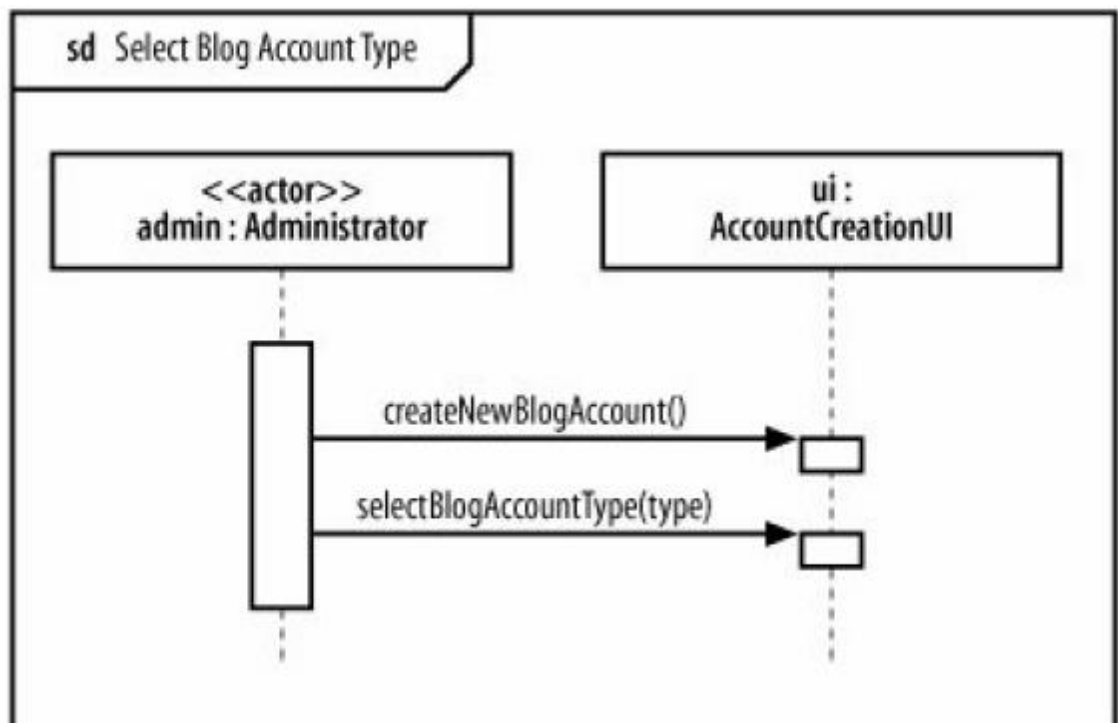 sd Select Blog Account Type
<<actor>>
admin : Administrator
ui :
AccountCreationUI
createNewBlogAccount()
selectBlogAccountType(type)